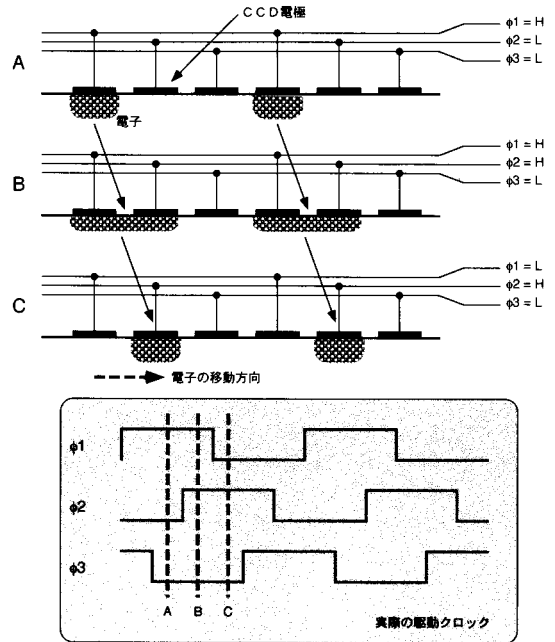 CCD電極
φ1 = H
φ2 = L
φ3 = L
A
電子
φ1 = H
φ2 = H
φ3 = L
B
φ1 = L
φ2 = H
φ3 = L
C
電子の移動方向
φ1
φ2
φ3
A B C
実際の駆動クロック